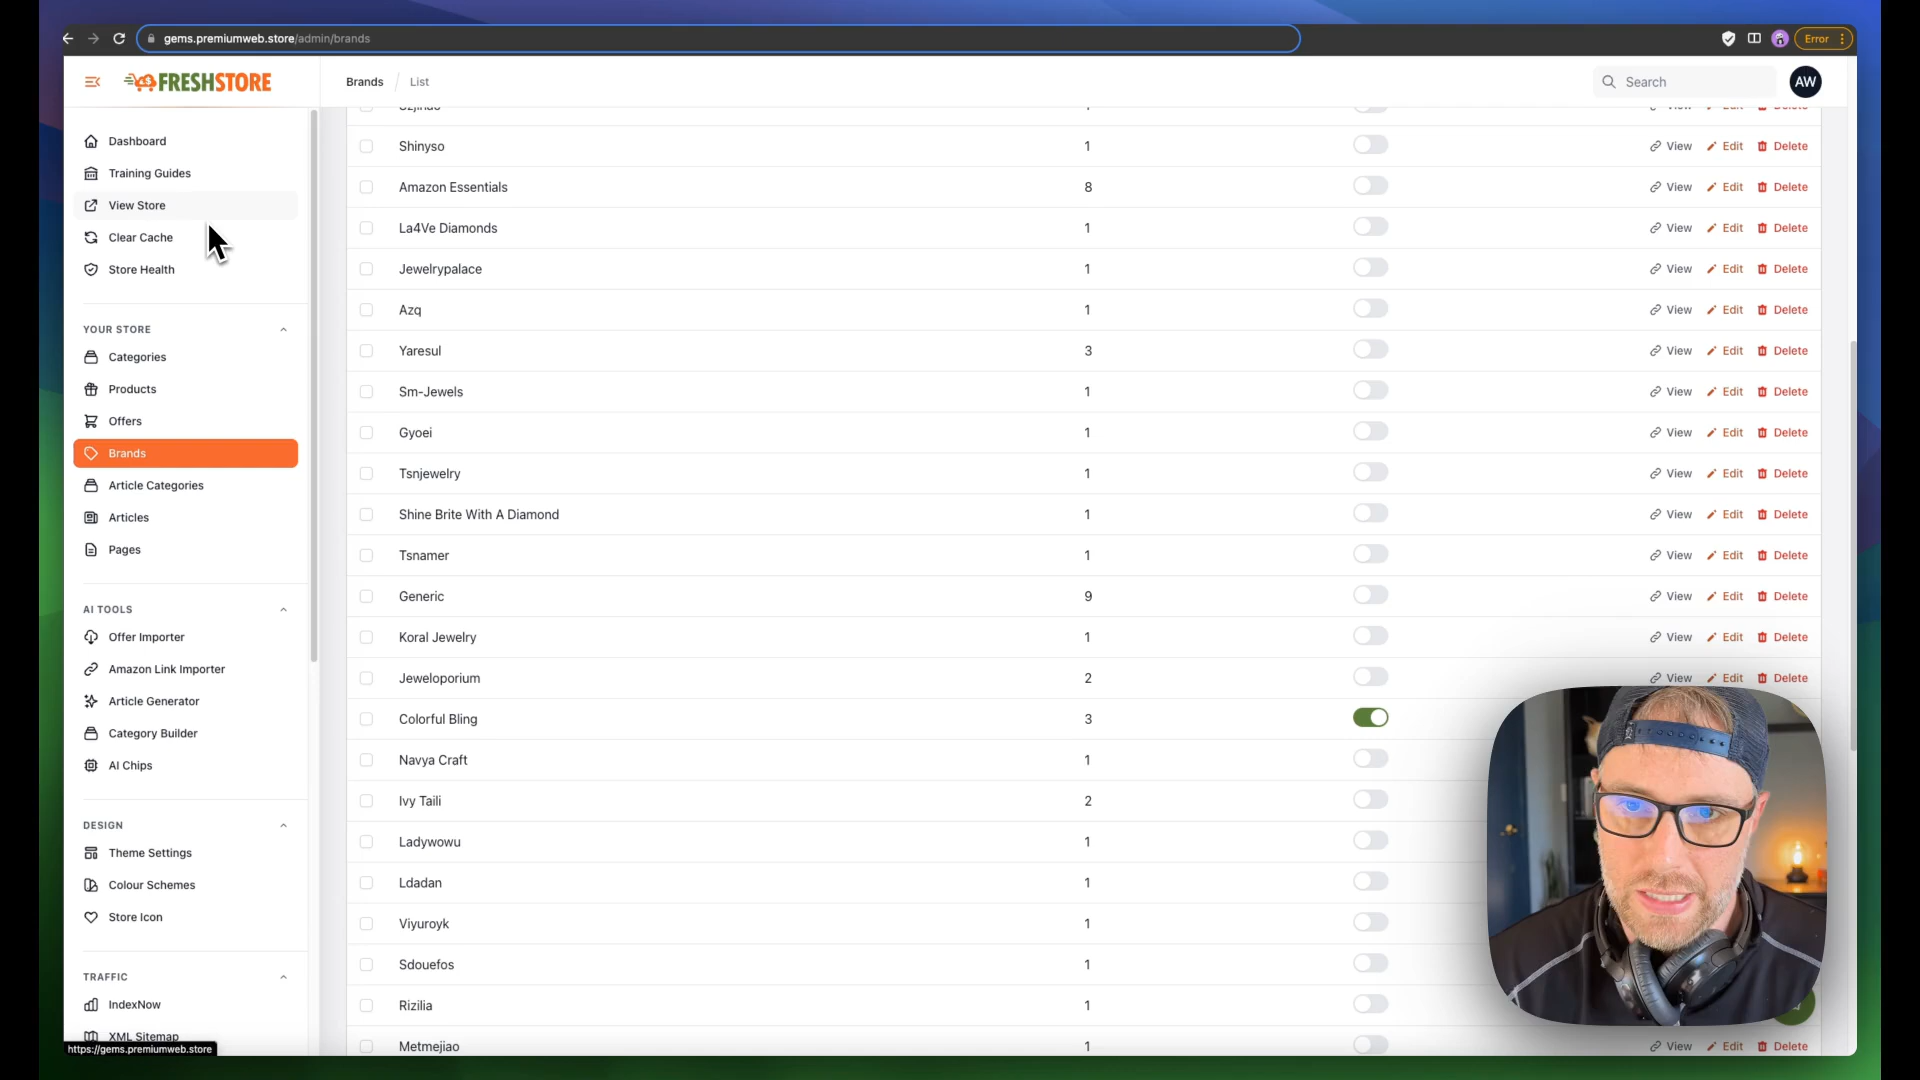 gems.premiumweb.store/admin/brands
Error
FRESHSTORE
Brands / List
Search
AW
Dashboard
Training Guides
View Store
Clear Cache
Store Health
YOUR STORE
Categories
Products
Offers
Brands
Article Categories
Articles
Pages
AI TOOLS
Offer Importer
Amazon Link Importer
Article Generator
Category Builder
AI Chips
DESIGN
Theme Settings
Colour Schemes
Store Icon
TRAFFIC
IndexNow
XML Sitemap
https://gems.premiumweb.store
Shinyso 1 View Edit Delete
Amazon Essentials 8 View Edit Delete
La4Ve Diamonds 1 View Edit Delete
Jewelrypalace 1 View Edit Delete
Azq 1 View Edit Delete
Yaresul 3 View Edit Delete
Sm-Jewels 1 View Edit Delete
Gyoei 1 View Edit Delete
Tsnjewelry 1 View Edit Delete
Shine Brite With A Diamond 1 View Edit Delete
Tsnamer 1 View Edit Delete
Generic 9 View Edit Delete
Koral Jewelry 1 View Edit Delete
Jeweloporium 2 View Edit Delete
Colorful Bling 3
Navya Craft 1
Ivy Taili 2
Ladywowu 1
Ldadan 1
Viyuroyk 1
Sdouefos 1
Rizilia 1
Metmejiao 1 View Edit Delete